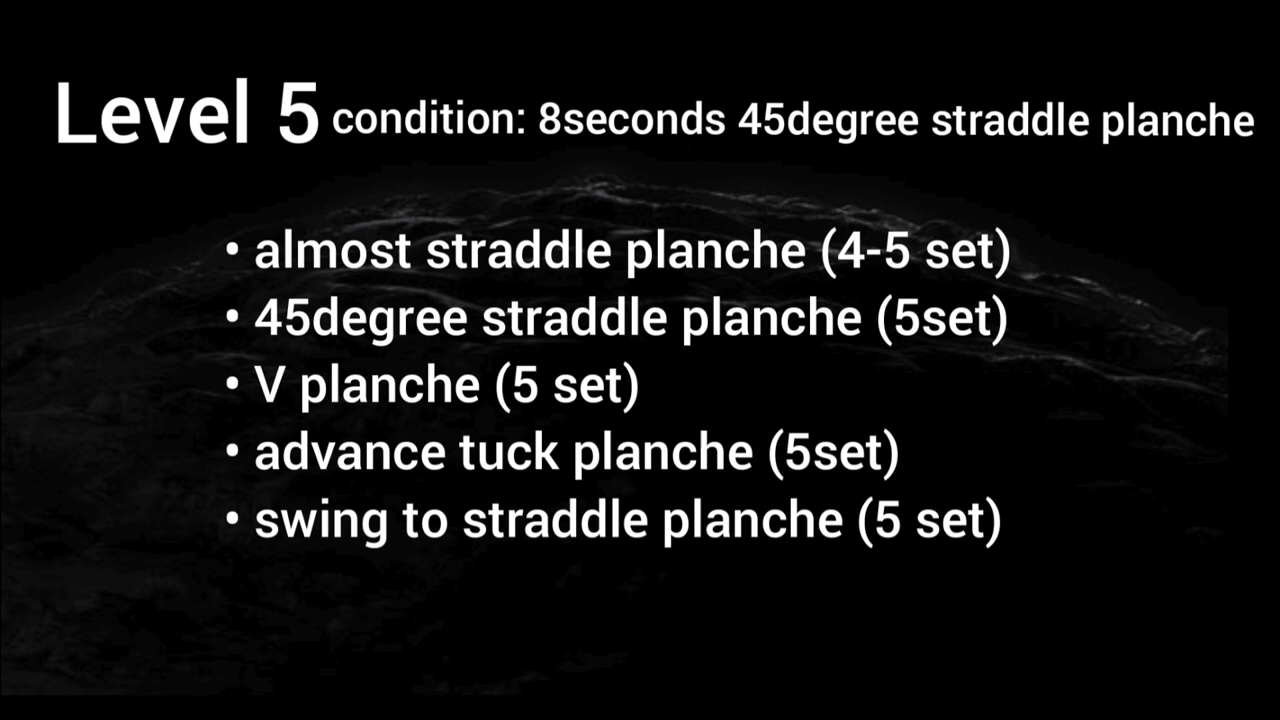 Level 5 condition: 8seconds 45degree straddle planche
• almost straddle planche (4-5 set)
• 45degree straddle planche (5set)
• V planche (5 set)
• advance tuck planche (5set)
• swing to straddle planche (5 set)